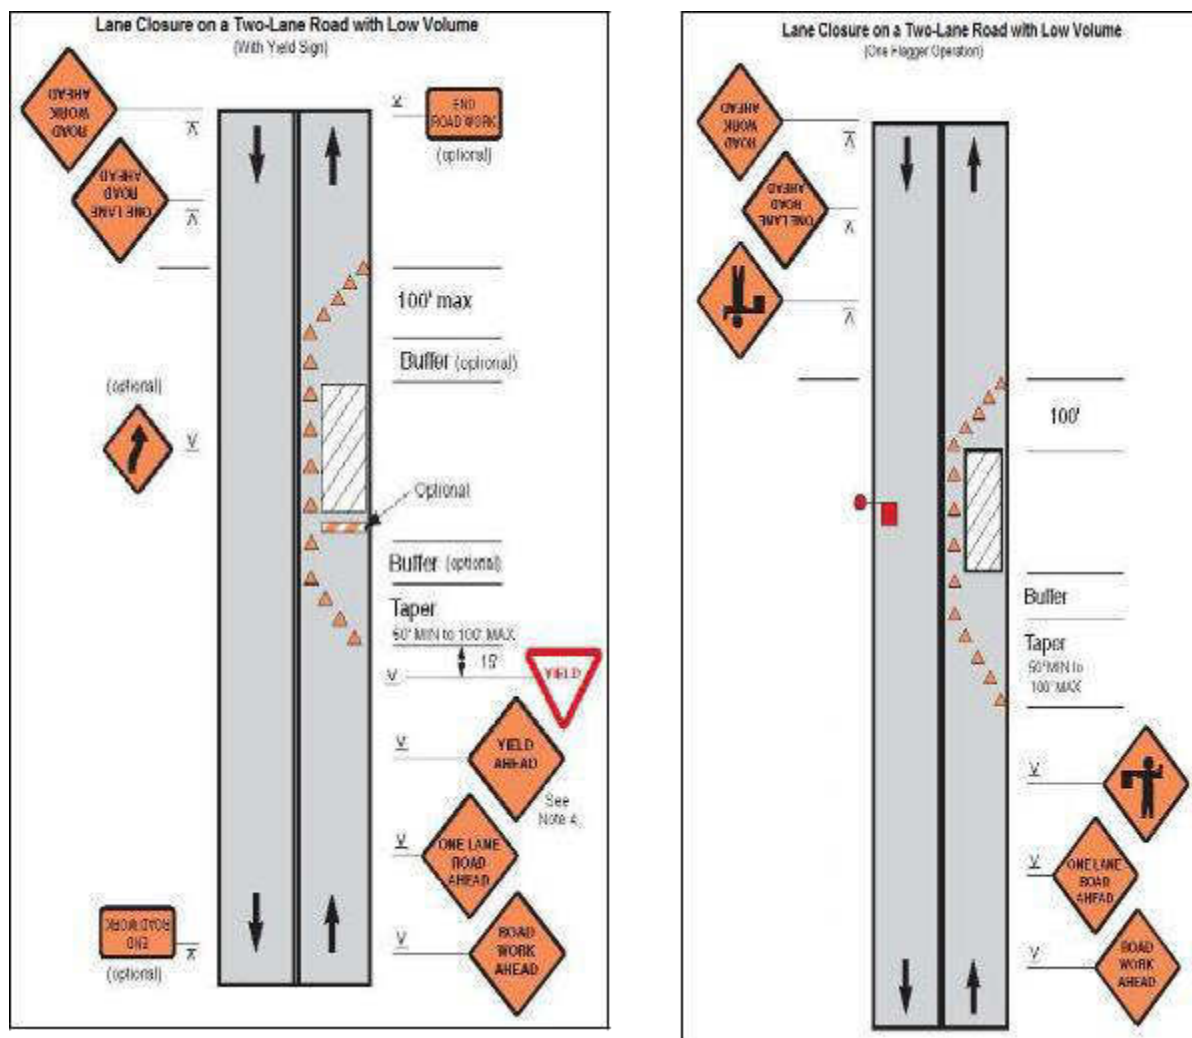 Lane Closure on a Two-Lane Road with Low Volume
(With Yield Sign)
ROAD
WORK
AHEAD
ONE LANE
ROAD
AHEAD
END
ROAD WORK
(optional)
100' max
Buffer (optional)
(optional)
Optional
Buffer (optional)
Taper
50' MIN to 100' MAX
15'
YIELD
YIELD
AHEAD
See
Note 4
ONE LANE
ROAD
AHEAD
ROAD
WORK
AHEAD
END
ROAD WORK
(optional)
Lane Closure on a Two-Lane Road with Low Volume
(One Flagger Operation)
ROAD
WORK
AHEAD
ONE LANE
ROAD
AHEAD
100'
Buffer
Taper
50' MIN to
100' MAX
ONE LANE
ROAD
AHEAD
ROAD
WORK
AHEAD